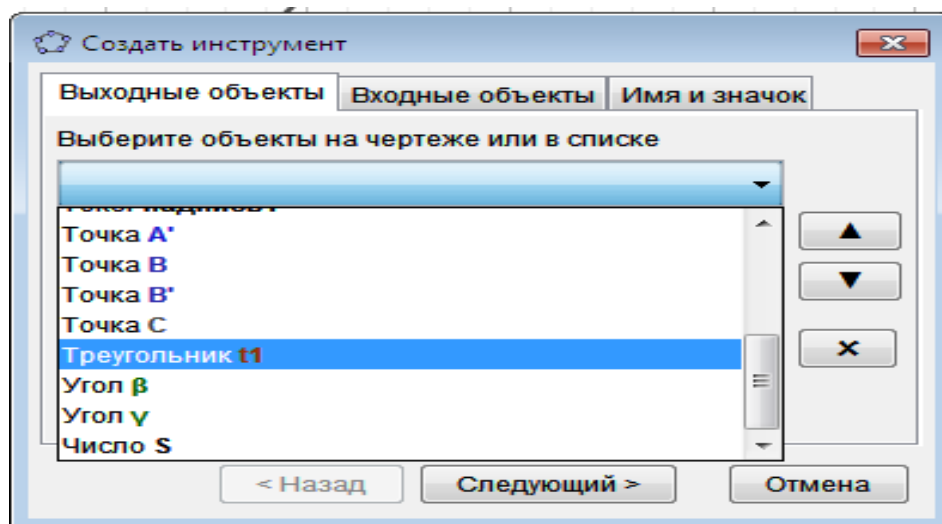 Создать инструмент
Выходные объекты Входные объекты Имя и значок
Выберите объекты на чертеже или в списке
Точка A'
Точка B
Точка B'
Точка C
Треугольник t1
Угол β
Угол γ
Число S
< Назад Следующий > Отмена